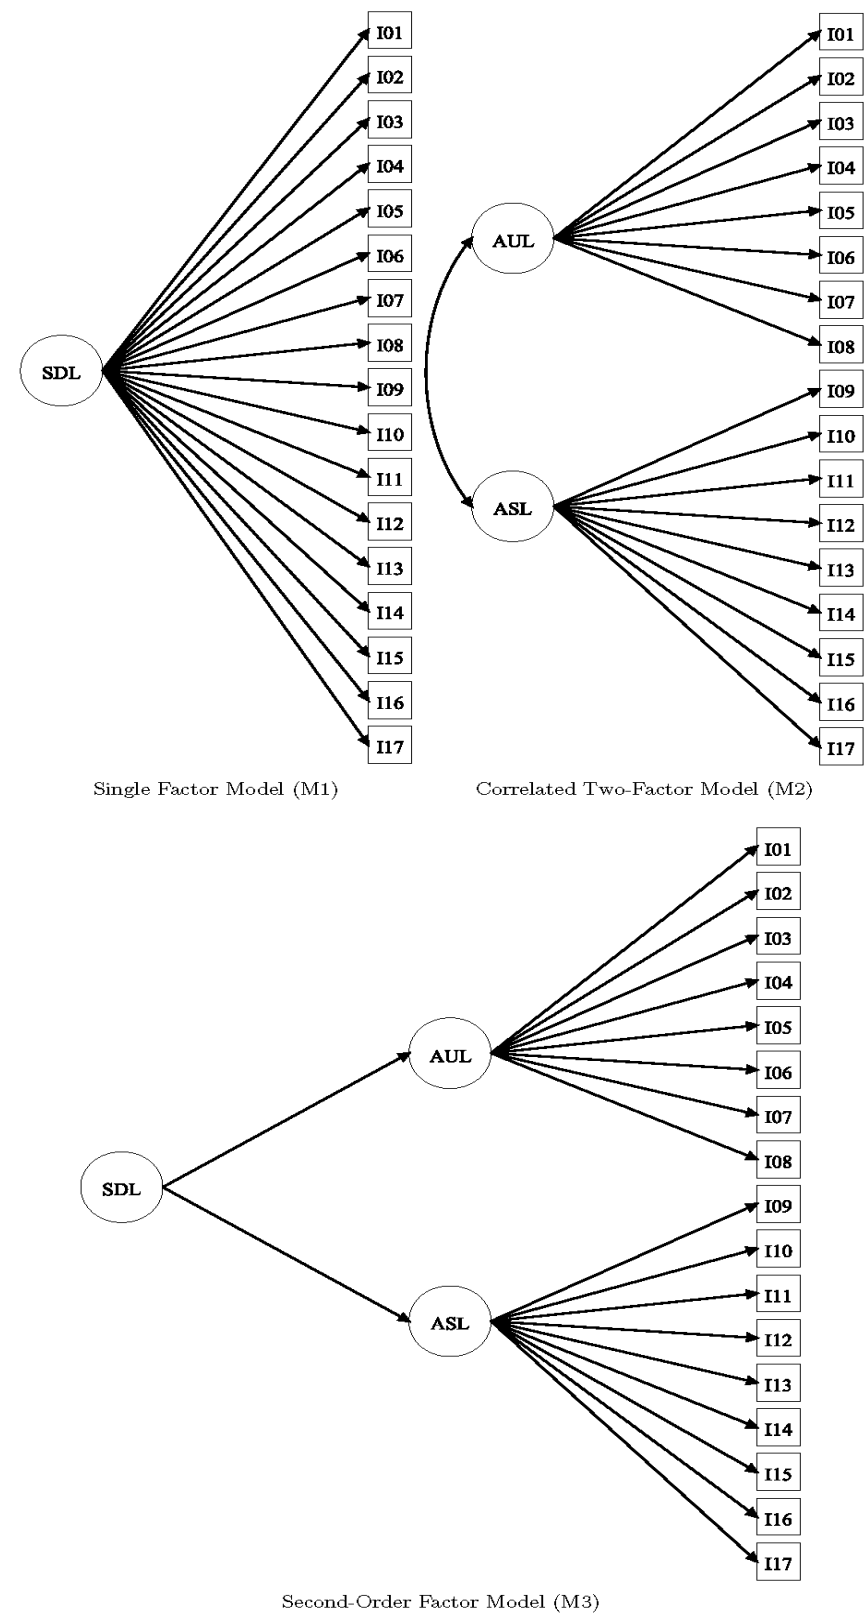 I01
I02
I03
I04
I05
I06
I07
I08
I09
I10
I11
I12
I13
I14
I15
I16
I17
SDL
Single Factor Model (M1)
I01
I02
I03
I04
I05
I06
I07
I08
I09
I10
I11
I12
I13
I14
I15
I16
I17
AUL
ASL
Correlated Two-Factor Model (M2)
I01
I02
I03
I04
I05
I06
I07
I08
I09
I10
I11
I12
I13
I14
I15
I16
I17
AUL
SDL
ASL
Second-Order Factor Model (M3)